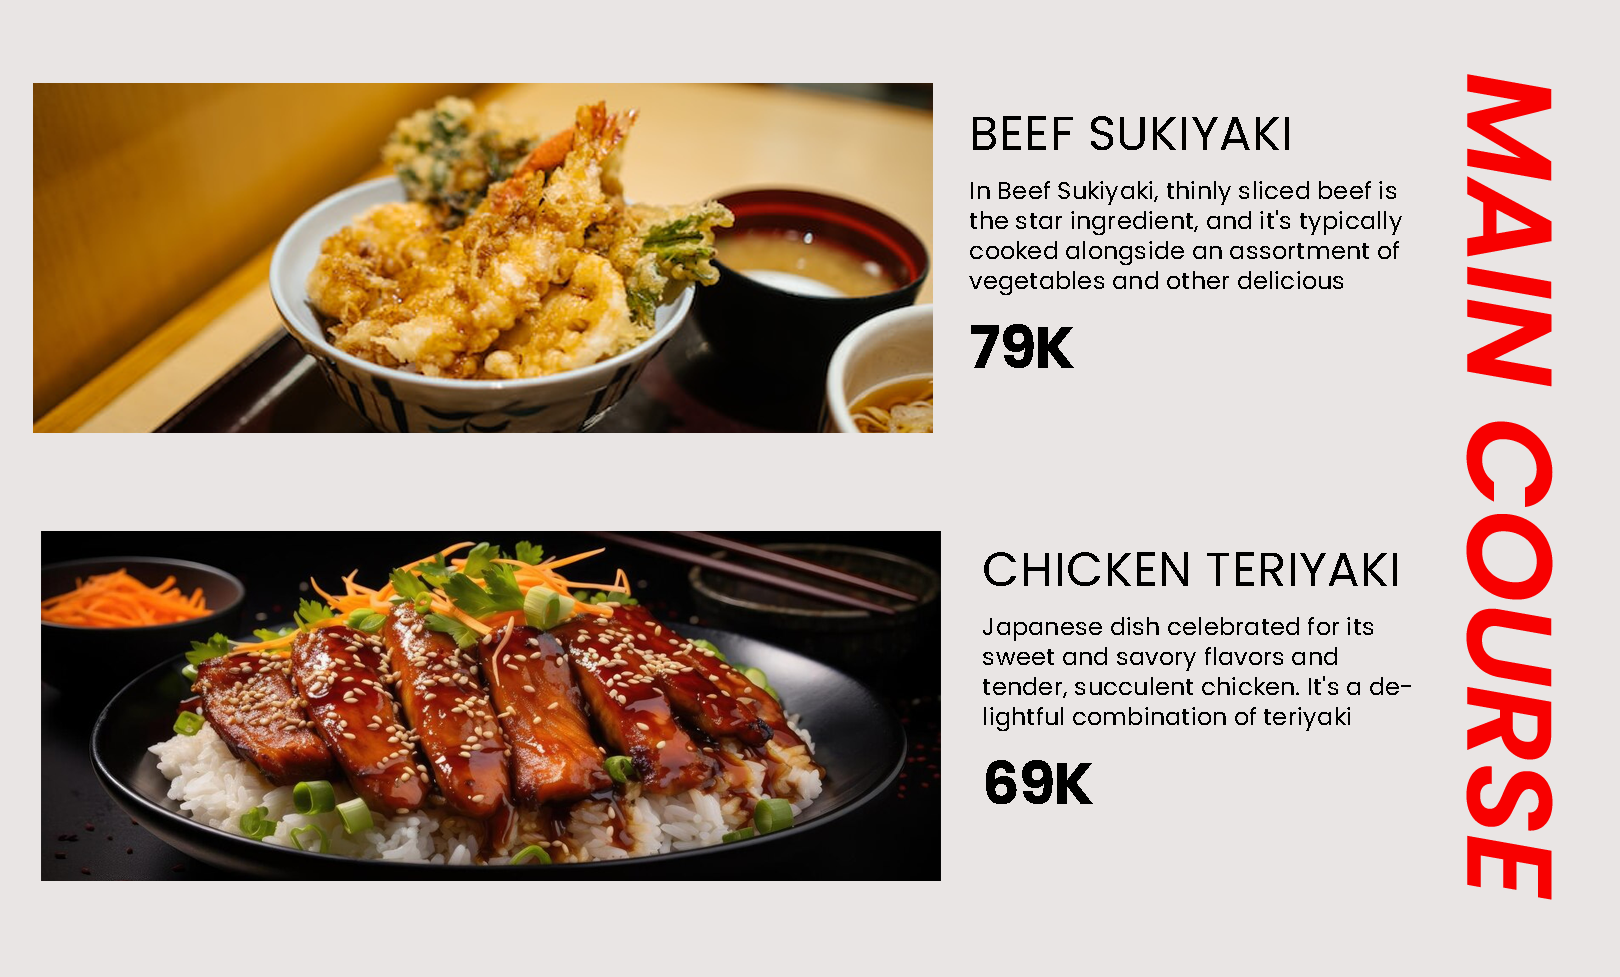 BEEF SUKIYAKI
In Beef Sukiyaki, thinly sliced beef is
the star ingredient, and it's typically
cooked alongside an assortment of
vegetables and other delicious
79K
CHICKEN TERIYAKI
Japanese dish celebrated for its
sweet and savory flavors and
tender, succulent chicken. It's a de-
lightful combination of teriyaki
69K
MAIN COURSE